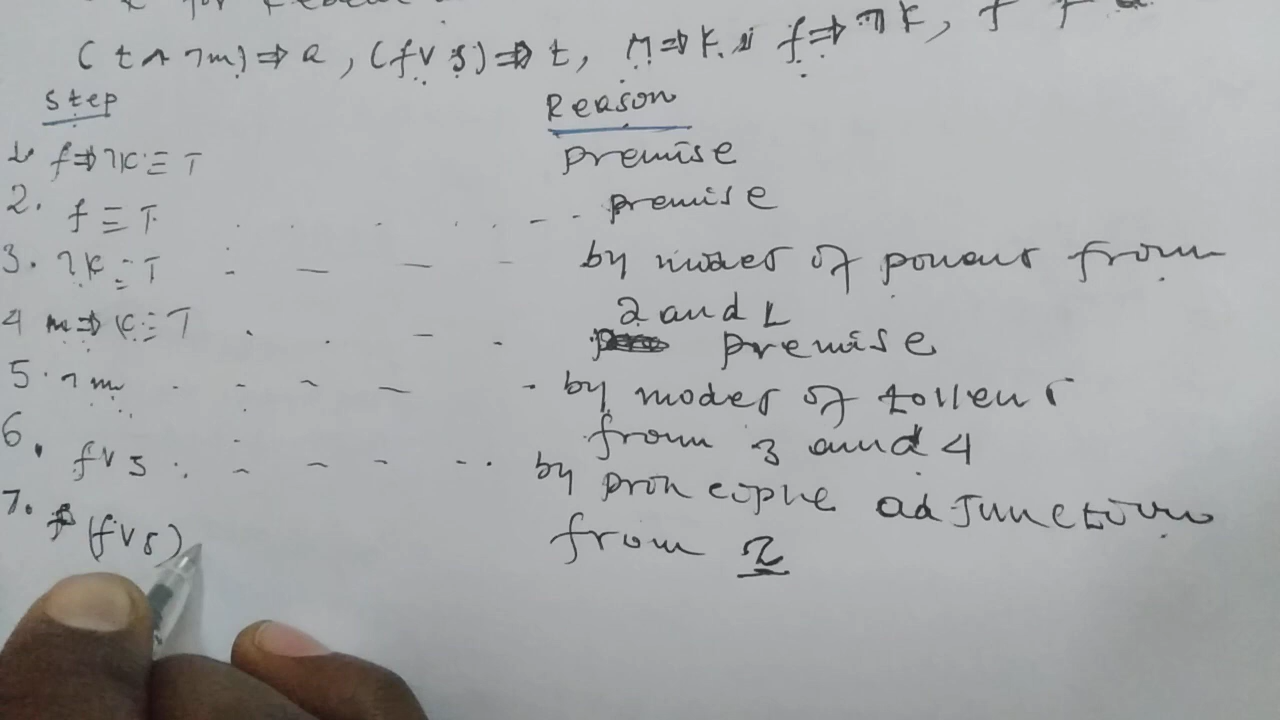 (t ∧ ¬m) ⇒ a, (f ∨ s) ⇒ t, m ⇒ k, f ⇒ ¬k, f
Step Reason
1. f ⇒ ¬k ≡ T premise
2. f ≡ T premise
3. ¬k ≡ T by modes of ponens from
2 and 1
4 m ⇒ k ≡ T premise
5. ¬m by modes of tollens
from 3 and 4
6. f ∨ s by
adjunction
from 2
7. (f ∨ s)